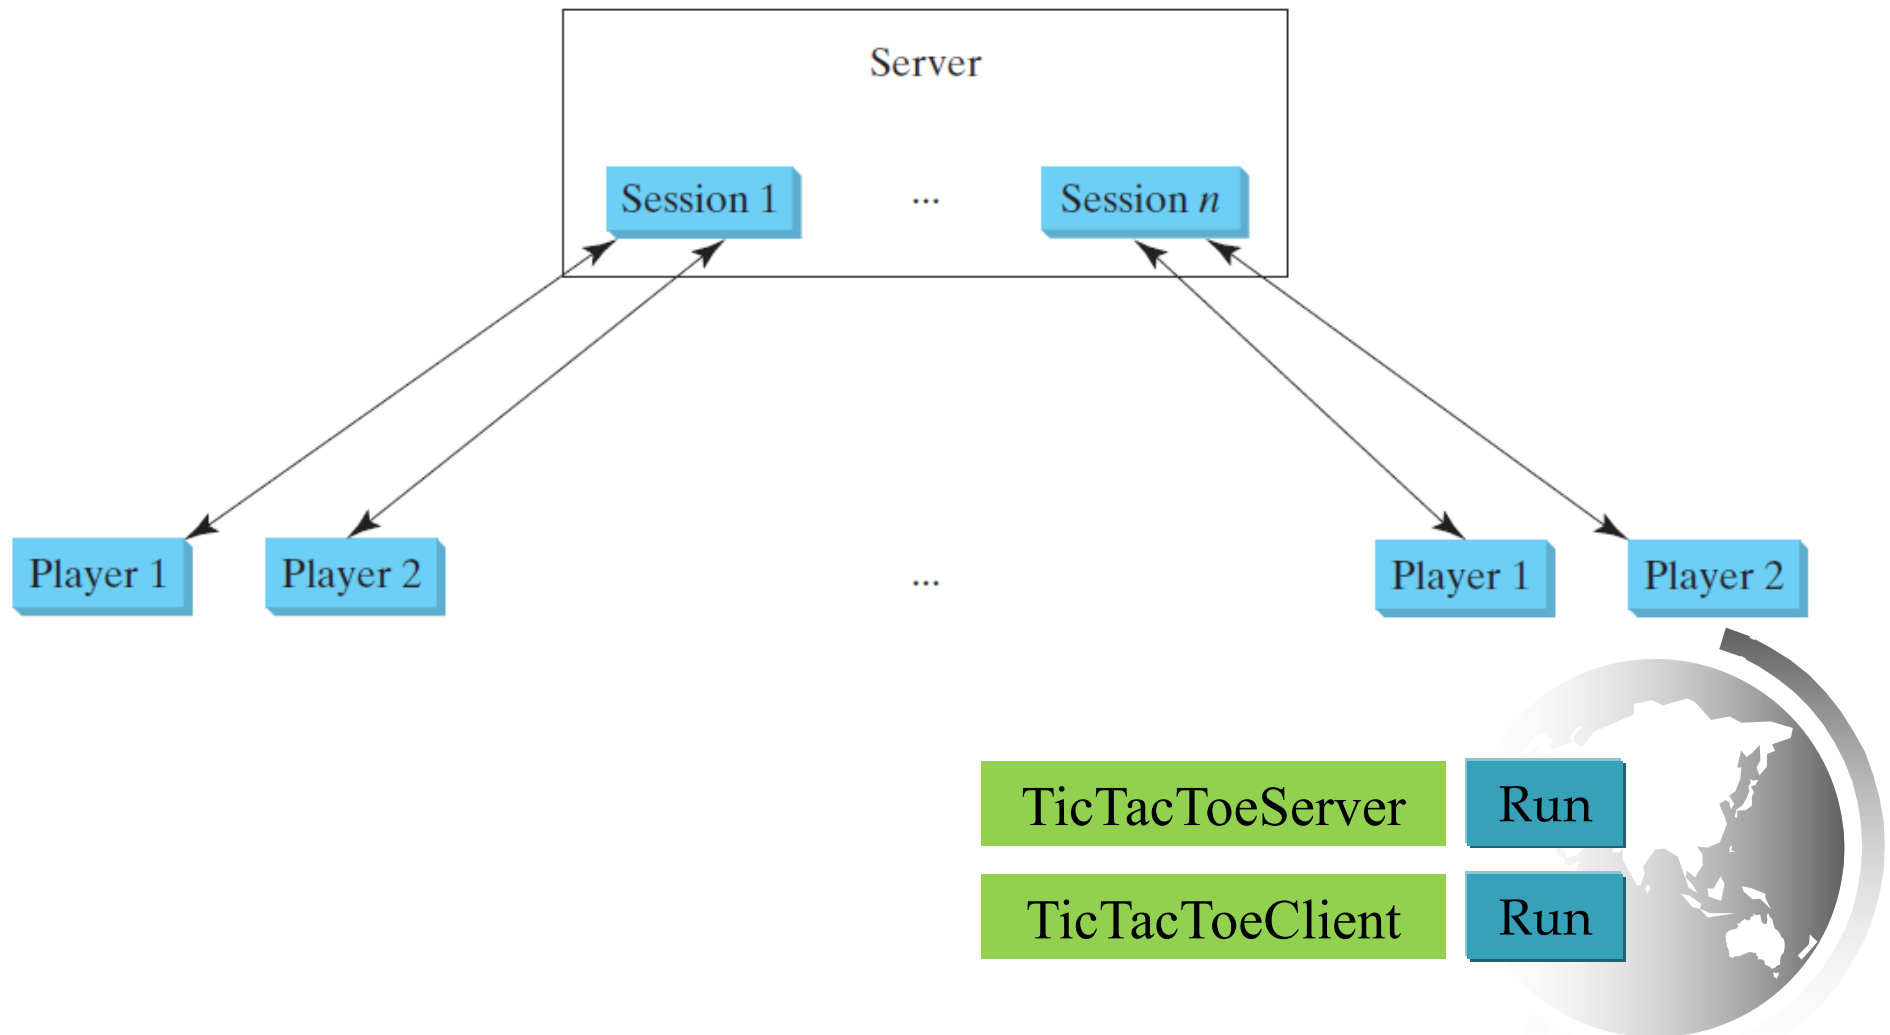 Server
Session 1 ... Session n
Player 1 Player 2 ... Player 1 Player 2
TicTacToeServer Run
TicTacToeClient Run